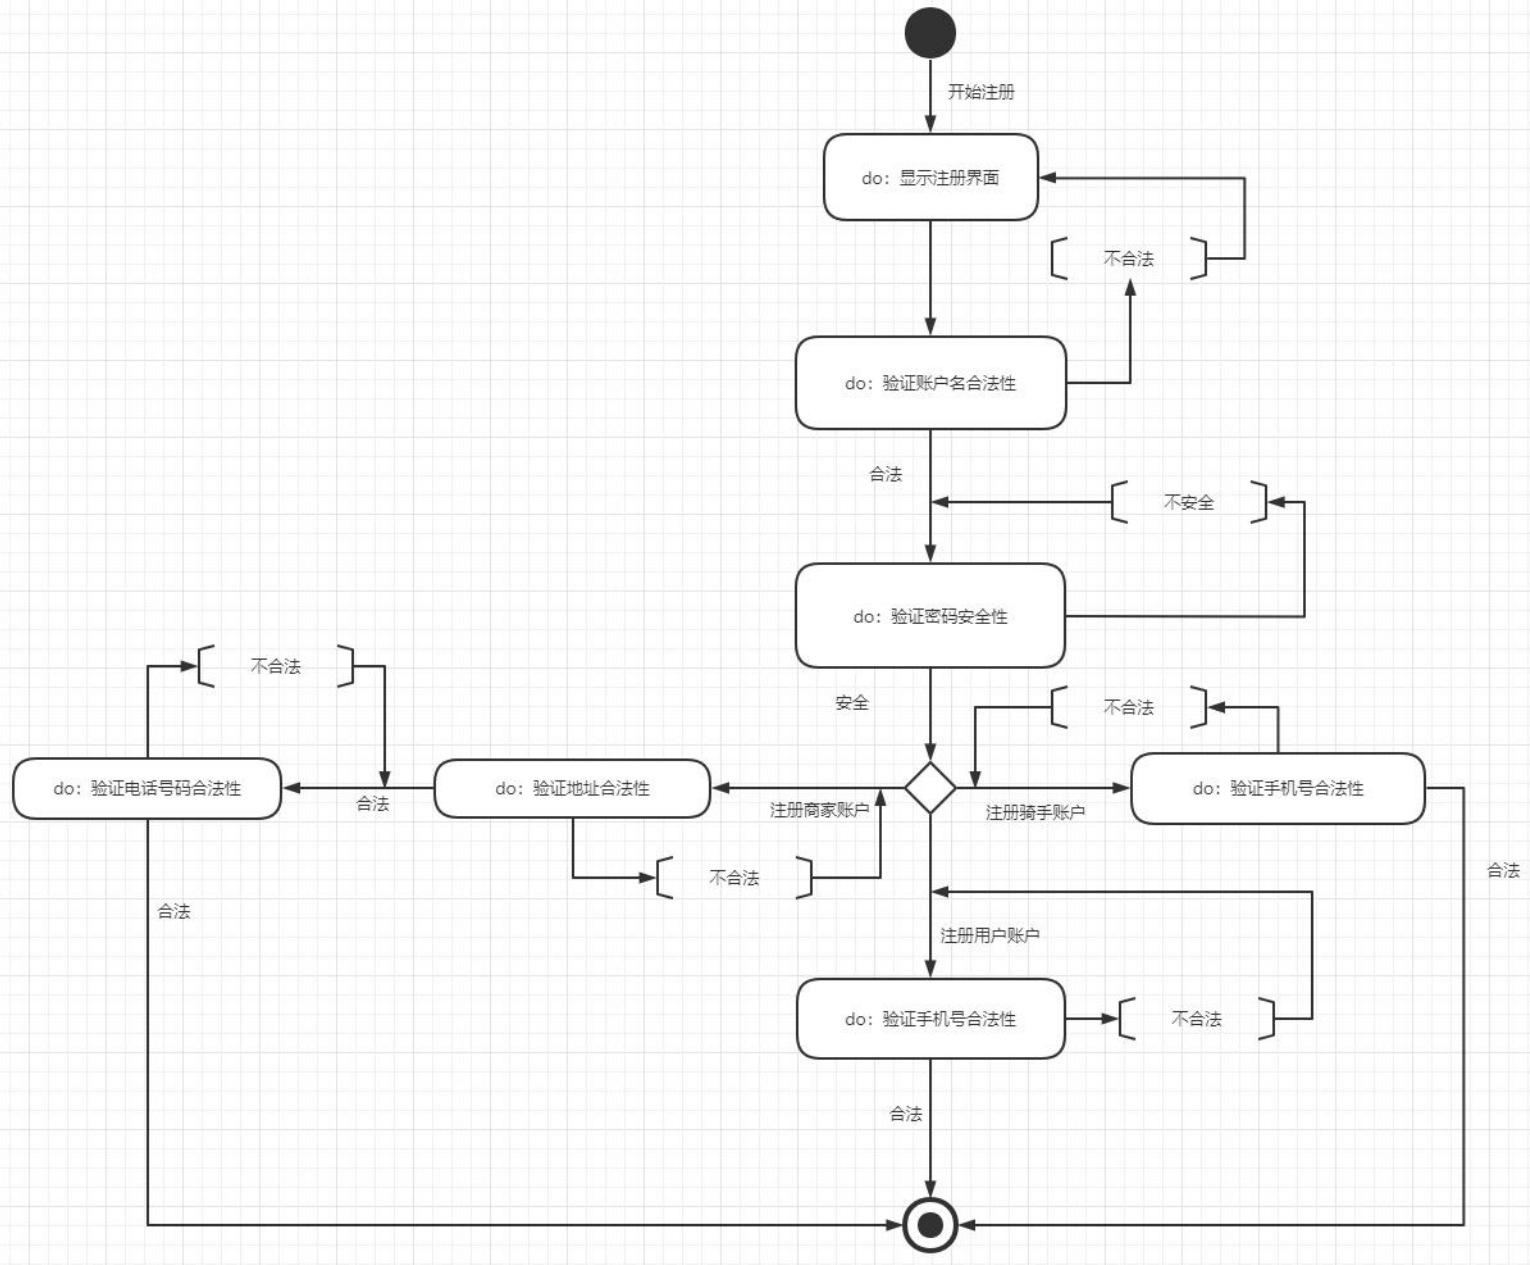 开始注册
do: 显示注册界面
不合法
do: 验证账户名合法性
合法
不安全
do: 验证密码安全性
不合法
安全
不合法
do: 验证电话号码合法性
合法
do: 验证地址合法性
注册商家账户
注册骑手账户
do: 验证手机号合法性
不合法
合法
合法
注册用户账户
do: 验证手机号合法性
不合法
合法